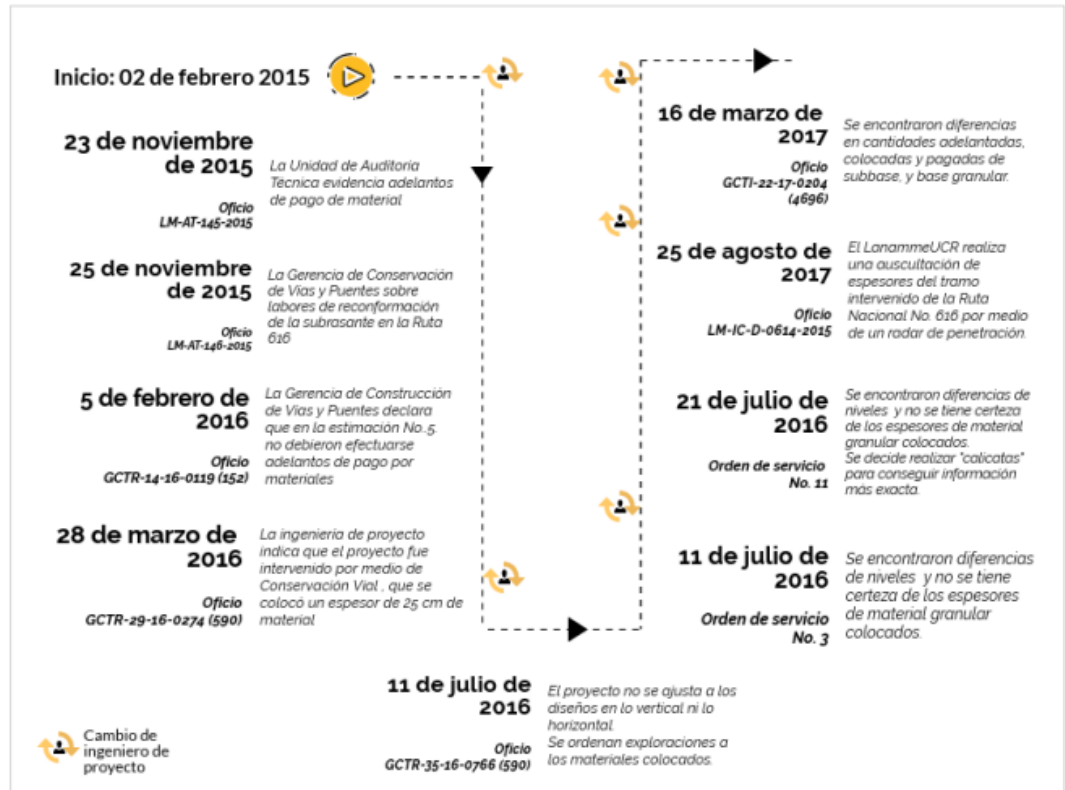 Inicio: 02 de febrero 2015
23 de noviembre
de 2015
Oficio
LM-AT-145-2015
La Unidad de Auditoría
Técnica evidencia adelantos
de pago de material
25 de noviembre
de 2015
Oficio
LM-AT-146-2015
La Gerencia de Conservación
de Vías y Puentes sobre
labores de reconformación
de la subrasante en la Ruta
616
5 de febrero de
2016
Oficio
GCTR-14-16-0119 (152)
La Gerencia de Construcción
de Vías y Puentes declara
que en la estimación No..5.
no debieron efectuarse
adelantos de pago por
materiales
28 de marzo de
2016
Oficio
GCTR-29-16-0274 (590)
La ingeniería de proyecto
indica que el proyecto fue
intervenido por medio de
Conservación Vial , que se
colocó un espesor de 25 cm de
material
11 de julio de
2016
Oficio
GCTR-35-16-0766 (590)
El proyecto no se ajusta a los
diseños en lo vertical ni lo
horizontal
Se ordenan exploraciones a
los materiales colocados.
11 de julio de
2016
Orden de servicio
No. 3
Se encontraron diferencias
de niveles y no se tiene
certeza de los espesores
de material granular
colocados.
21 de julio de
2016
Orden de servicio
No. 11
Se encontraron diferencias de
niveles y no se tiene certeza
de los espesores de material
granular colocados.
Se decide realizar "calicatas"
para conseguir información
más exacta.
25 de agosto de
2017
Oficio
LM-IC-D-0614-2015
El LanammeUCR realiza
una auscultación de
espesores del tramo
intervenido de la Ruta
Nacional No. 616 por medio
de un radar de penetración.
16 de marzo de
2017
Oficio
GCTI-22-17-0204
(4696)
Se encontraron diferencias
en cantidades adelantadas,
colocadas y pagadas de
subbase, y base granular.
Cambio de
ingeniero de
proyecto